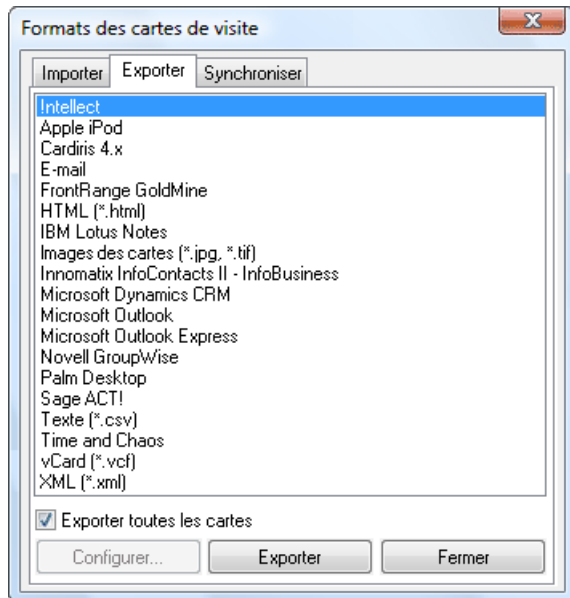 Formats des cartes de visite
Importer Exporter Synchroniser
!ntellect
Apple iPod
Cardiris 4.x
E-mail
FrontRange GoldMine
HTML (*.html)
IBM Lotus Notes
Images des cartes (*.jpg, *.tif)
Innomatix InfoContacts II - InfoBusiness
Microsoft Dynamics CRM
Microsoft Outlook
Microsoft Outlook Express
Novell GroupWise
Palm Desktop
Sage ACT!
Texte (*.csv)
Time and Chaos
vCard (*.vcf)
XML (*.xml)
Exporter toutes les cartes
Configurer... Exporter Fermer